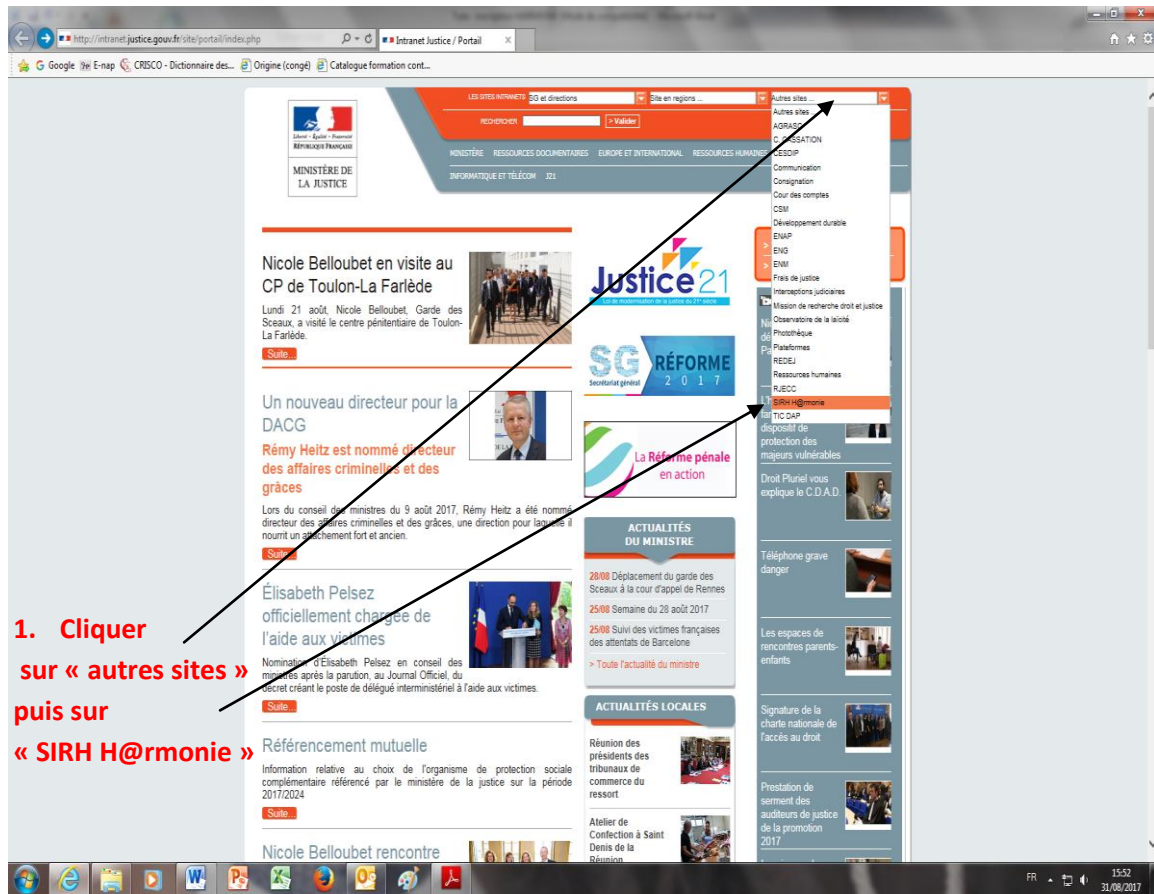 http://intranet.justice.gouv.fr/site/portail/index.php
Intranet Justice / Portail
Google
E-nap
CRISCO - Dictionnaire des...
Origine (congé)
Catalogue formation cont...
LES SITES INTRANETS
SG et directions
Site en regions ...
Autres sites ...
RECHERCHER
> Valider
Liberté • Égalité • Fraternité
RÉPUBLIQUE FRANÇAISE
MINISTÈRE DE
LA JUSTICE
MINISTÈRE RESSOURCES DOCUMENTAIRES EUROPE ET INTERNATIONAL RESSOURCES HUMAINES
INFORMATIQUE ET TÉLÉCOM J21
Autres sites ...
AGRASC
C. CASSATION
CESDIP
Communication
Consignation
Cour des comptes
CSM
Développement durable
ENAP
ENG
ENM
Frais de justice
Interceptions judiciaires
Mission de recherche droit et justice
Observatoire de la laïcité
Photothèque
Plateformes
REDEJ
Ressources humaines
RJECC
SIRH H@rmonie
TIC DAP
Nicole Belloubet en visite au
CP de Toulon-La Farlède
Lundi 21 août, Nicole Belloubet, Garde des
Sceaux, a visité le centre pénitentiaire de Toulon-
La Farlède.
Suite...
Un nouveau directeur pour la
DACG
Rémy Heitz est nommé directeur
des affaires criminelles et des
grâces
Lors du conseil des ministres du 9 août 2017, Rémy Heitz a été nommé
directeur des affaires criminelles et des grâces, une direction pour laquelle il
nourrit un attachement fort et ancien.
Suite...
Élisabeth Pelsez
officiellement chargée de
l'aide aux victimes
Nomination d'Élisabeth Pelsez en conseil des
ministres après la parution, au Journal Officiel, du
décret créant le poste de délégué interministériel à l'aide aux victimes.
Suite...
Référencement mutuelle
Information relative au choix de l'organisme de protection sociale
complémentaire référencé par le ministère de la justice sur la période
2017/2024
Suite...
Nicole Belloubet rencontre
Justice 21
Loi de modernisation de la justice du 21e siècle
SG
Secrétariat général
RÉFORME
2017
La Réforme pénale
en action
ACTUALITÉS
DU MINISTRE
28/08 Déplacement du garde des
Sceaux à la cour d'appel de Rennes
25/08 Semaine du 28 août 2017
25/08 Suivi des victimes françaises
des attentats de Barcelone
> Toute l'actualité du ministre
ACTUALITÉS LOCALES
Réunion des
présidents des
tribunaux de
commerce du
ressort
Atelier de
Confection à Saint
Denis de la
Réunion
dispositif de
protection des
majeurs vulnérables
Droit Pluriel vous
explique le C.D.A.D.
Téléphone grave
danger
Les espaces de
rencontres parents-
enfants
Signature de la
charte nationale de
l'accès au droit
Prestation de
serment des
auditeurs de justice
de la promotion
2017
1. Cliquer
sur « autres sites »
puis sur
« SIRH H@rmonie »
FR
15:52
31/08/2017